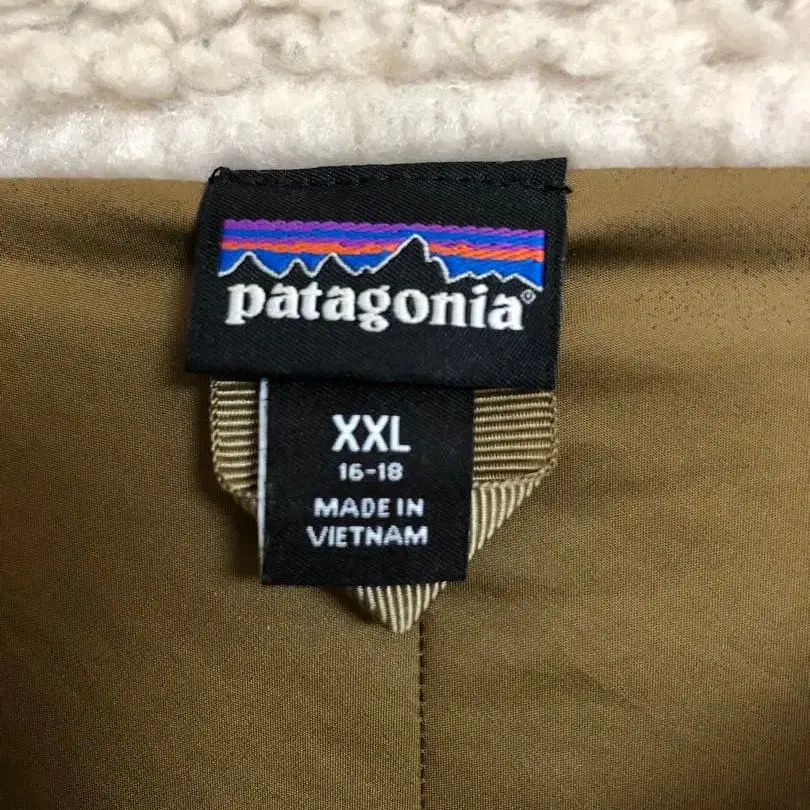 patagonia®
XXL
16-18
MADE IN
VIETNAM